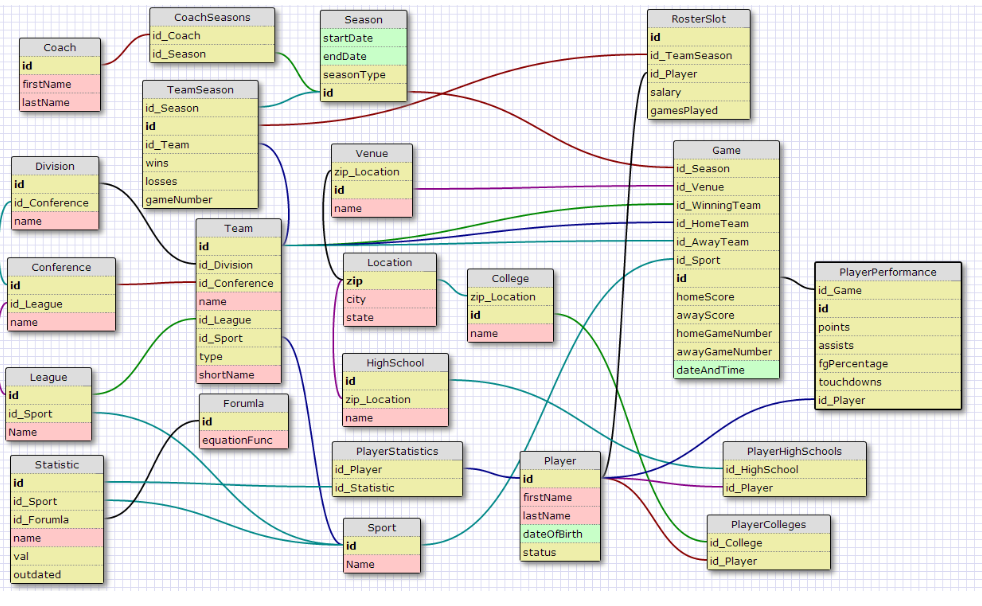 Coach
id
firstName
lastName
CoachSeasons
id_Coach
id_Season
Season
startDate
endDate
seasonType
id
RosterSlot
id
id_TeamSeason
id_Player
salary
gamesPlayed
TeamSeason
id_Season
id
id_Team
wins
losses
gameNumber
Division
id
id_Conference
name
Venue
zip_Location
id
name
Game
id_Season
id_Venue
id_WinningTeam
id_HomeTeam
id_AwayTeam
id_Sport
id
homeScore
awayScore
homeGameNumber
awayGameNumber
dateAndTime
Team
id
id_Division
id_Conference
name
id_League
id_Sport
type
shortName
Conference
id
id_League
name
Location
zip
city
state
College
zip_Location
id
name
PlayerPerformance
id_Game
id
points
assists
fgPercentage
touchdowns
id_Player
HighSchool
id
zip_Location
name
League
id
id_Sport
Name
Forumla
id
equationFunc
Statistic
id
id_Sport
id_Forumla
name
val
outdated
PlayerStatistics
id_Player
id_Statistic
Player
id
firstName
lastName
dateOfBirth
status
PlayerHighSchools
id_HighSchool
id_Player
Sport
id
Name
PlayerColleges
id_College
id_Player